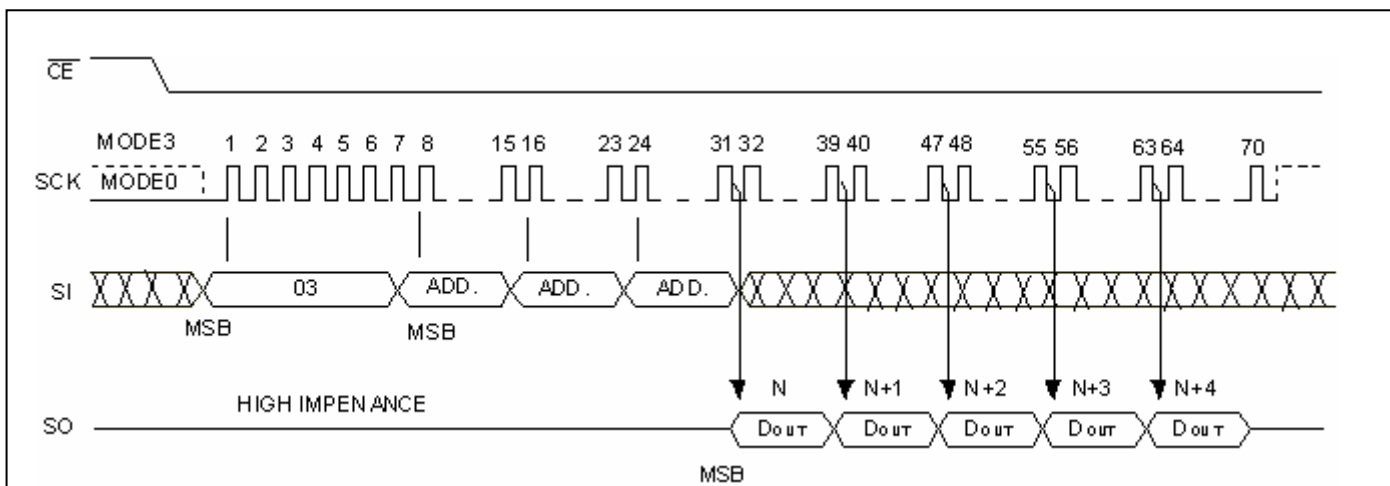 CE
MODE3 1 2 3 4 5 6 7 8 15 16 23 24 31 32 39 40 47 48 55 56 63 64 70
SCK MODE0
SI 03 ADD. ADD. ADD.
MSB MSB
N N+1 N+2 N+3 N+4
HIGH IMPENANCE
SO DOUT DOUT DOUT DOUT DOUT
MSB